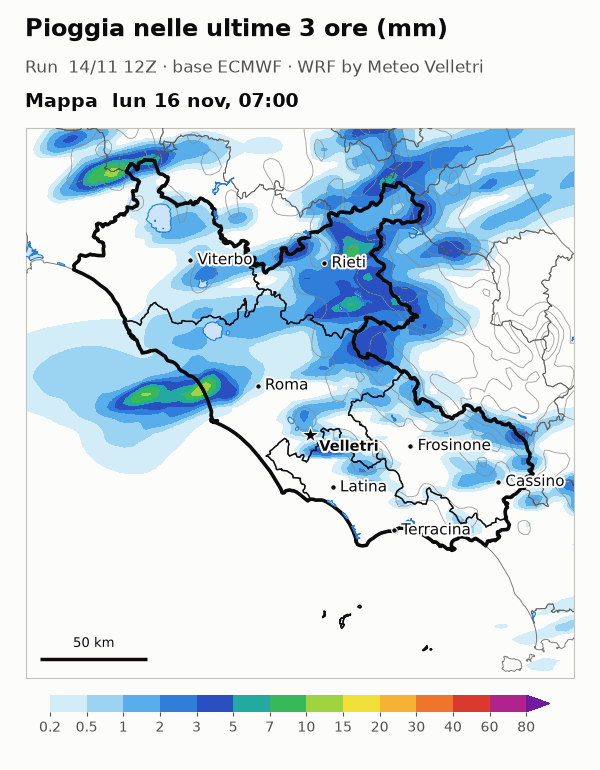 Pioggia nelle ultime 3 ore (mm)
Run  14/11 12Z · base ECMWF · WRF by Meteo Velletri
Mappa  lun 16 nov, 07:00
Viterbo
Rieti
Roma
Velletri
Frosinone
Latina
Cassino
Terracina
50 km
0.2 0.5 1 2 3 5 7 10 15 20 30 40 60 80